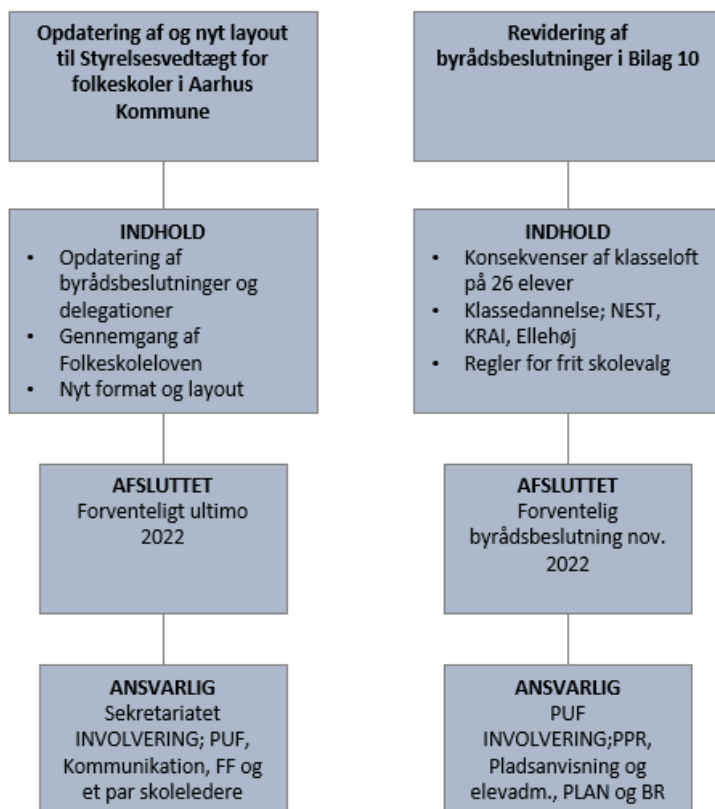 Opdatering af og nyt layout
til Styrelsesvedtægt for
folkeskoler i Aarhus
Kommune
INDHOLD
• Opdatering af
byrådsbeslutninger og
delegationer
• Gennemgang af
Folkeskoleloven
• Nyt format og layout
AFSLUTTET
Forventeligt ultimo
2022
ANSVARLIG
Sekretariatet
INVOLVERING; PUF,
Kommunikation, FF og
et par skoleledere
Revidering af
byrådsbeslutninger i Bilag 10
INDHOLD
• Konsekvenser af klasseloft
på 26 elever
• Klassedannelse; NEST,
KRAI, Ellehøj
• Regler for frit skolevalg
AFSLUTTET
Forventelig
byrådsbeslutning nov.
2022
ANSVARLIG
PUF
INVOLVERING;PPR,
Pladsanvisning og
elevadm., PLAN og BR